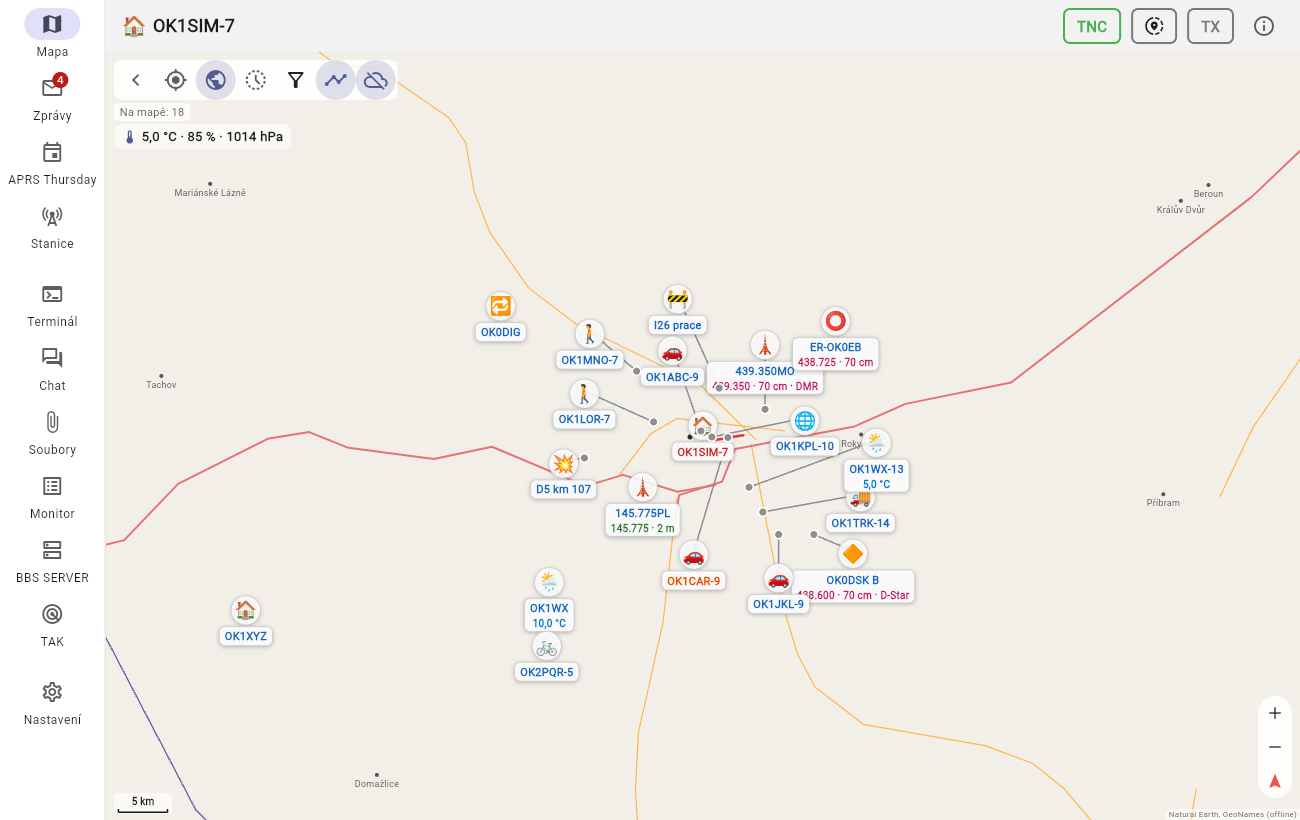 OK1SIM-7
TNC
TX
Mapa
4
Zprávy
APRS Thursday
Stanice
Terminál
Chat
Soubory
Monitor
BBS SERVER
TAK
Nastavení
Na mapě: 18
5,0 °C · 85 % · 1014 hPa
Mariánské Lázně
Beroun
Králův Dvůr
Tachov
Příbram
Domažlice
OK0DIG
I26 prace
OK1MNO-7
OK1ABC-9
ER-OK0EB
438.725 · 70 cm
439.350MO
439.350 · 70 cm · DMR
OK1LOR-7
OK1SIM-7
OK1KPL-10
Roky
OK1WX-13
5,0 °C
D5 km 107
145.775PL
145.775 · 2 m
OK1TRK-14
OK1CAR-9
OK0DSK B
438.600 · 70 cm · D-Star
OK1JKL-9
OK1WX
10,0 °C
OK1XYZ
OK2PQR-5
5 km
Natural Earth, GeoNames (offline)